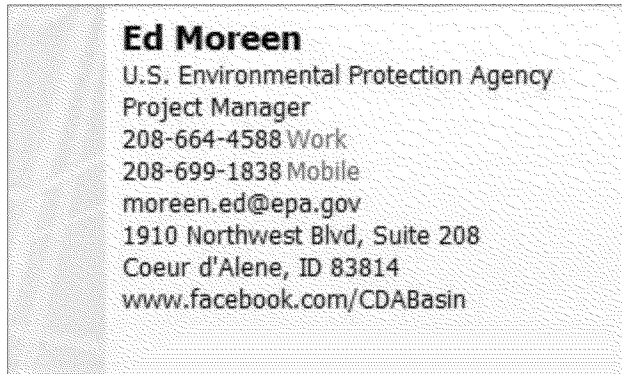 Ed Moreen
U.S. Environmental Protection Agency
Project Manager
208-664-4588 Work
208-699-1838 Mobile
moreen.ed@epa.gov
1910 Northwest Blvd, Suite 208
Coeur d'Alene, ID 83814
www.facebook.com/CDABasin